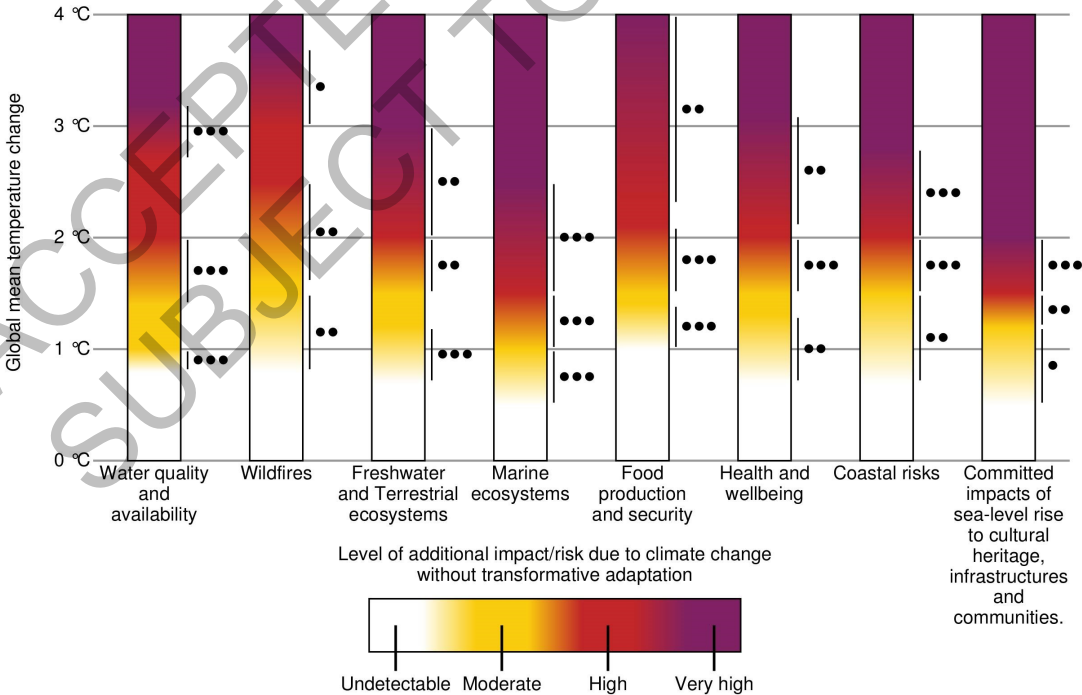 ACCEPTE
SUBJECT TO
4 °C
3 °C
2 °C
1 °C
0 °C
Global mean temperature change
Water quality
and
availability
Wildfires
Freshwater
and Terrestrial
ecosystems
Marine
ecosystems
Food
production
and security
Health and
wellbeing
Coastal risks
Committed
impacts of
sea-level rise
to cultural
heritage,
infrastructures
and
communities.
Level of additional impact/risk due to climate change
without transformative adaptation
Undetectable
Moderate
High
Very high